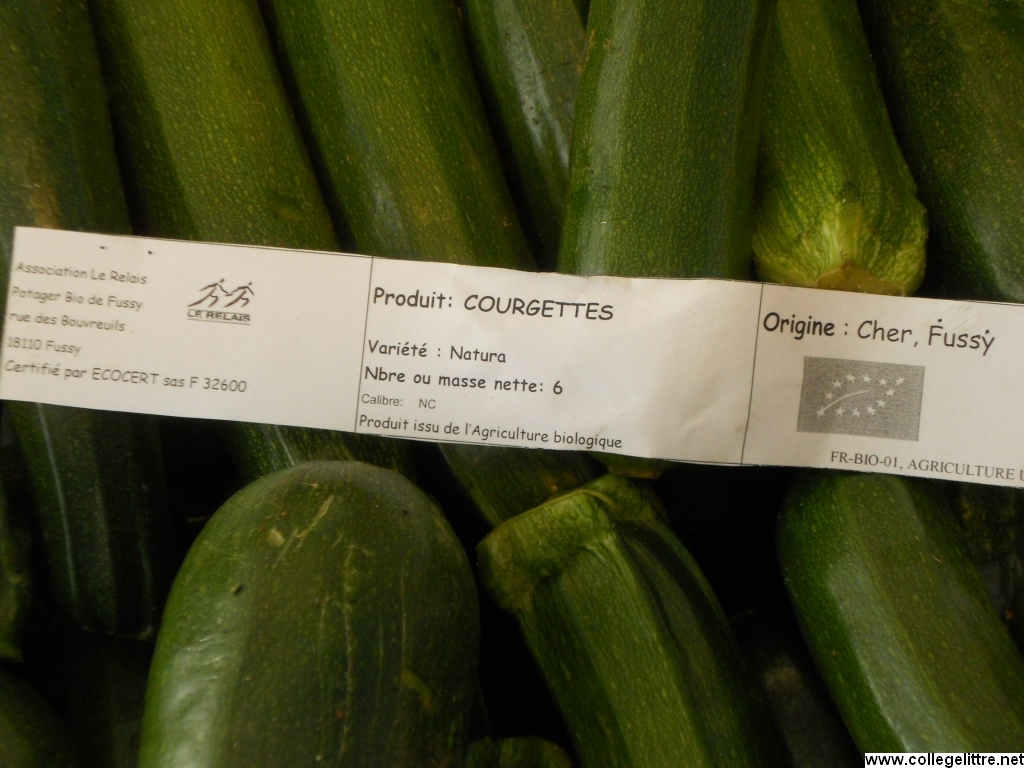 Association Le Relais
Potager Bio de Fussy
rue des Bouvreuils
18110 Fussy
Certifié par ECOCERT sas F 32600
LE RELAIS
Produit: COURGETTES
Variété : Natura
Nbre ou masse nette: 6
Calibre: NC
Produit issu de l'Agriculture biologique
Origine : Cher, Fussy
FR-BIO-01, AGRICULTURE U
www.collegelittre.net